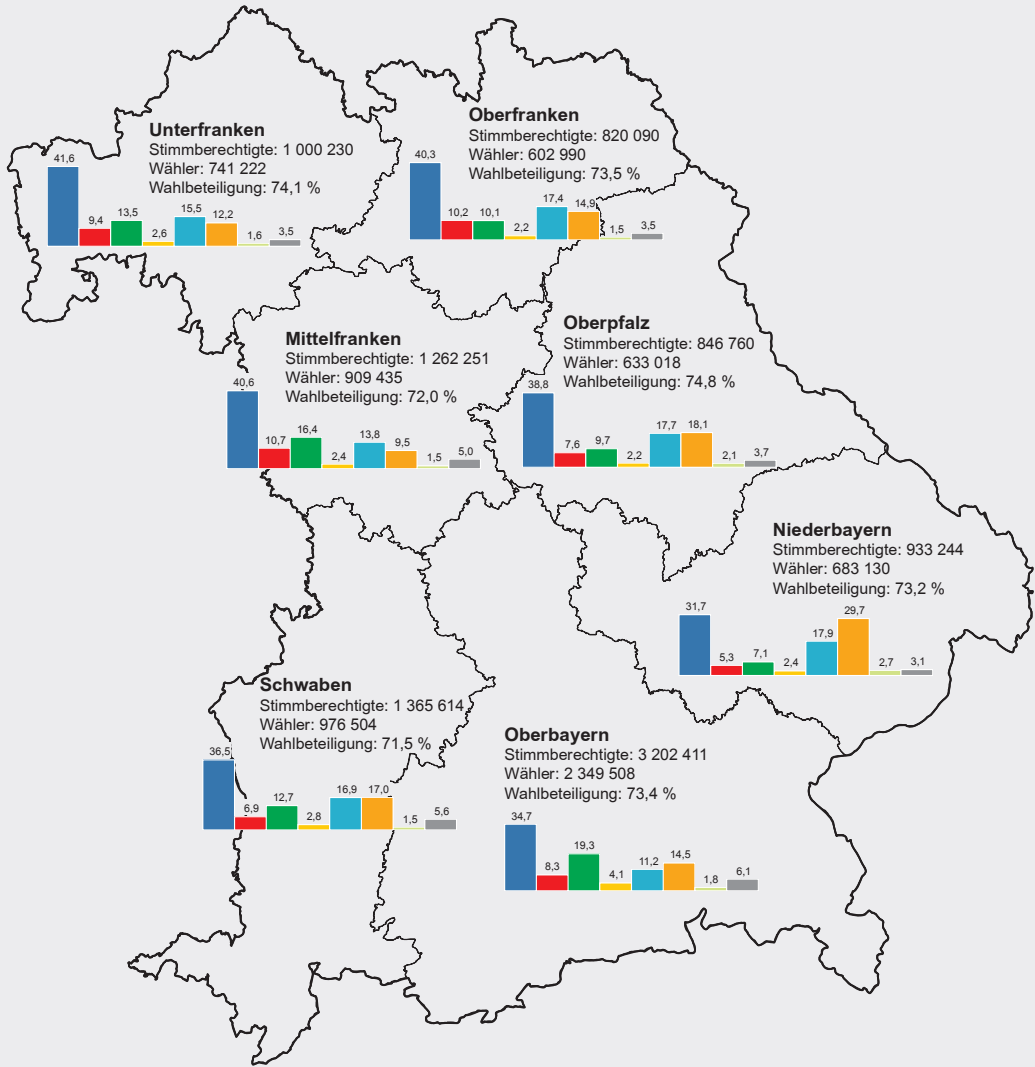 Unterfranken
Stimmberechtigte: 1 000 230
Wähler: 741 222
Wahlbeteiligung: 74,1 %
41,6
9,4
13,5
2,6
15,5
12,2
1,6
3,5
Oberfranken
Stimmberechtigte: 820 090
Wähler: 602 990
Wahlbeteiligung: 73,5 %
40,3
10,2
10,1
2,2
17,4
14,9
1,5
3,5
Mittelfranken
Stimmberechtigte: 1 262 251
Wähler: 909 435
Wahlbeteiligung: 72,0 %
40,6
10,7
16,4
2,4
13,8
9,5
1,5
5,0
Oberpfalz
Stimmberechtigte: 846 760
Wähler: 633 018
Wahlbeteiligung: 74,8 %
38,8
7,6
9,7
2,2
17,7
18,1
2,1
3,7
Niederbayern
Stimmberechtigte: 933 244
Wähler: 683 130
Wahlbeteiligung: 73,2 %
31,7
5,3
7,1
2,4
17,9
29,7
2,7
3,1
Schwaben
Stimmberechtigte: 1 365 614
Wähler: 976 504
Wahlbeteiligung: 71,5 %
36,5
6,9
12,7
2,8
16,9
17,0
1,5
5,6
Oberbayern
Stimmberechtigte: 3 202 411
Wähler: 2 349 508
Wahlbeteiligung: 73,4 %
34,7
8,3
19,3
4,1
11,2
14,5
1,8
6,1